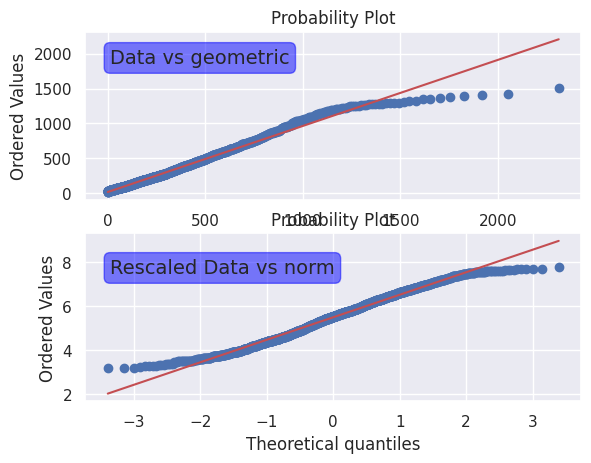 Probability Plot
Data vs geometric
Ordered Values
2000
1500
1000
500
0
0 500 1000 1500 2000
Probability Plot
Rescaled Data vs norm
Ordered Values
8
6
4
2
−3 −2 −1 0 1 2 3
Theoretical quantiles